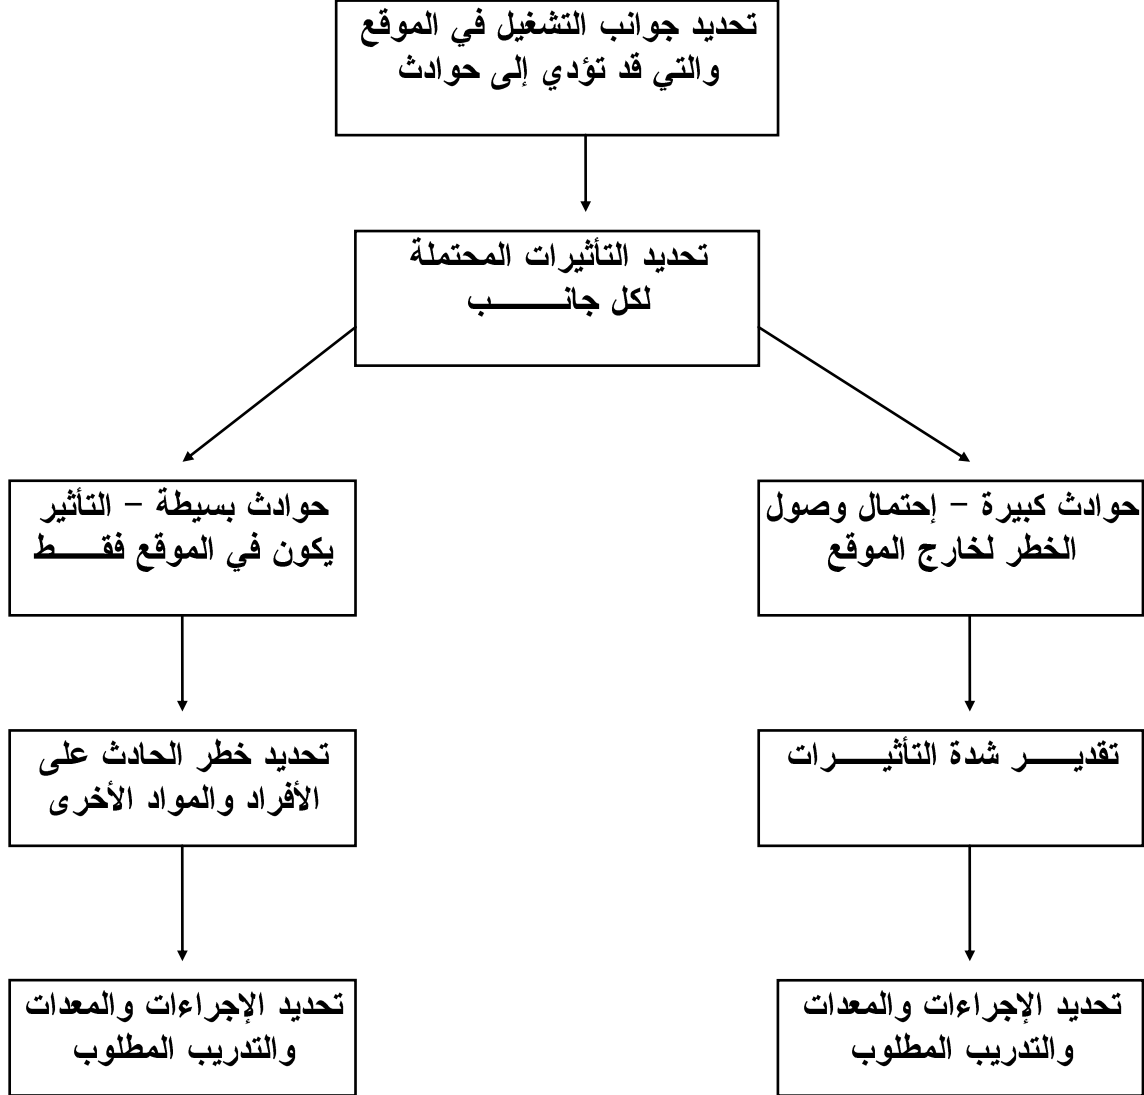 تحديد جوانب التشغيل في الموقع
والتي قد تؤدي إلى حوادث
تحديد التأثيرات المحتملة
لكل جانـــــــب
حوادث كبيرة – إحتمال وصول
الخطر لخارج الموقع
حوادث بسيطة – التأثير
يكون في الموقع فقـــــط
تقديـــــر شدة التأثيـــــرات
تحديد خطر الحادث على
الأفراد والمواد الأخرى
تحديد الإجراءات والمعدات
والتدريب المطلوب
تحديد الإجراءات والمعدات
والتدريب المطلوب